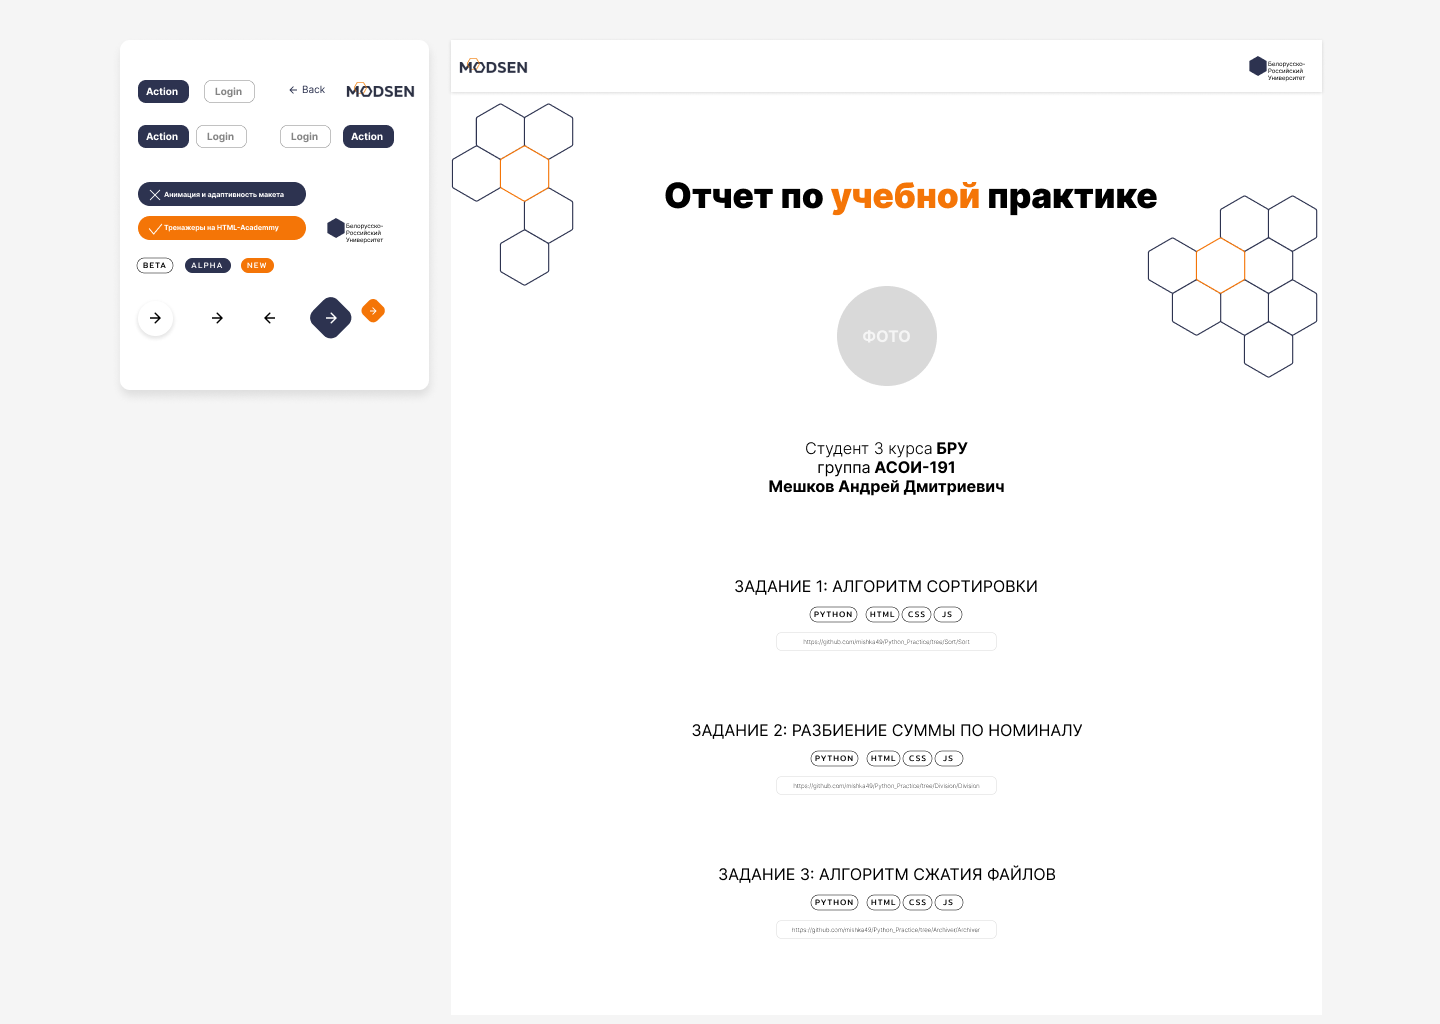 Action
Login
Back
MODSEN
Action
Login
Login
Action
Анимация и адаптивность макета
Тренажеры на HTML-Academmy
Белорусско-
Российский
Университет
BETA
ALPHA
NEW
MODSEN
Белорусско-
Российский
Университет
Отчет по учебной практике
ФОТО
Студент 3 курса БРУ
группа АСОИ-191
Мешков Андрей Дмитриевич
ЗАДАНИЕ 1: АЛГОРИТМ СОРТИРОВКИ
PYTHON HTML CSS JS
https://github.com/mishka49/Python_Practice/tree/Sort/Sort
ЗАДАНИЕ 2: РАЗБИЕНИЕ СУММЫ ПО НОМИНАЛУ
PYTHON HTML CSS JS
https://github.com/mishka49/Python_Practice/tree/Division/Division
ЗАДАНИЕ 3: АЛГОРИТМ СЖАТИЯ ФАЙЛОВ
PYTHON HTML CSS JS
https://github.com/mishka49/Python_Practice/tree/Archiver/Archiver